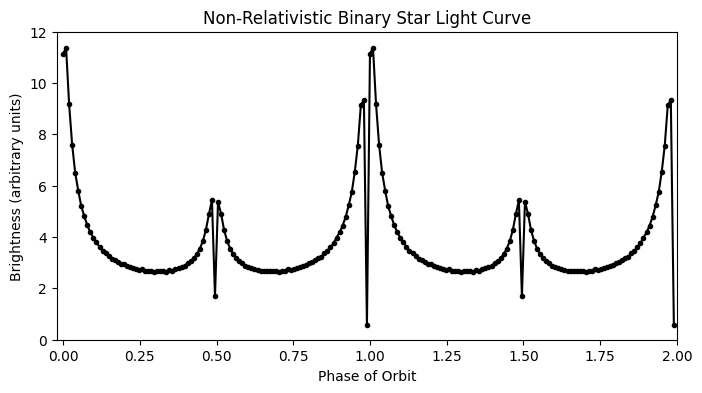 Non-Relativistic Binary Star Light Curve
12
10
8
6
4
2
0
Brightness (arbitrary units)
0.00 0.25 0.50 0.75 1.00 1.25 1.50 1.75 2.00
Phase of Orbit